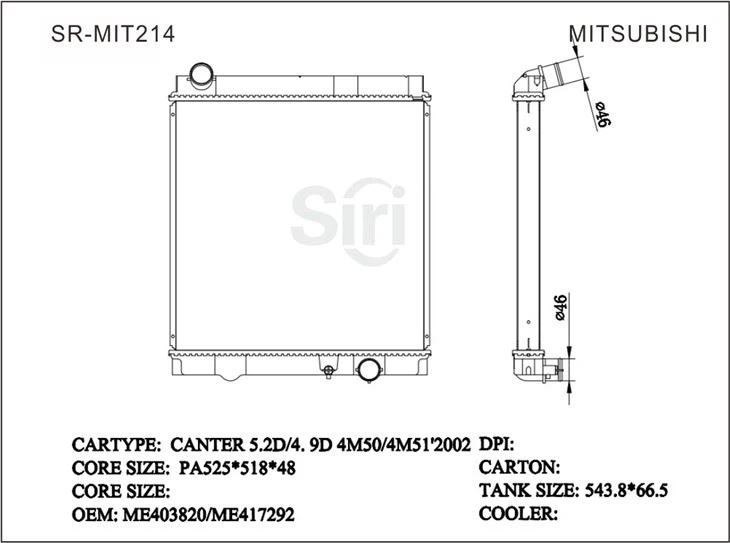 SR-MIT214
MITSUBISHI
ø46
Siri
ø46
CARTYPE: CANTER 5.2D/4. 9D 4M50/4M51'2002 DPI:
CORE SIZE: PA525*518*48 CARTON:
CORE SIZE: TANK SIZE: 543.8*66.5
OEM: ME403820/ME417292 COOLER: